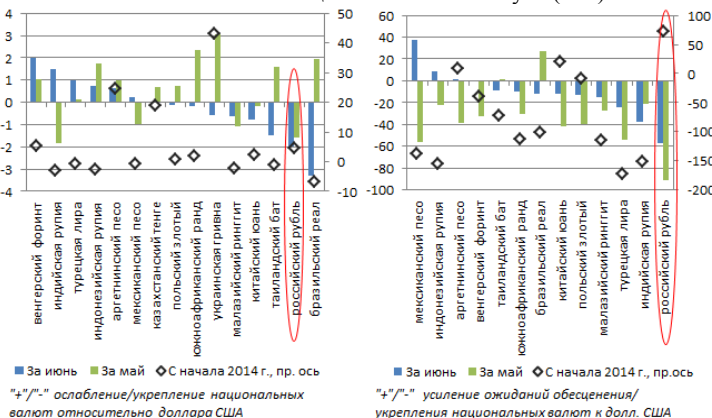 4
3
2
1
0
-1
-2
-3
-4
50
40
30
20
10
0
-10
венгерский форинт
индийская рупия
турецкая лира
индонезийская рупия
аргетнинский песо
мексиканский песо
казахстанский тенге
польский злотый
южноафриканский ранд
украинская гривна
малазийский ринггит
китайский юань
таиландский бат
российский рубль
бразильский реал
За июнь
За май
С начала 2014 г., пр. ось
"+"/"-" ослабление/укрепление национальных
валют относительно доллара США
60
40
20
0
-20
-40
-60
-80
-100
100
50
0
-50
-100
-150
-200
мексиканский песо
индонезийская рупия
аргетнинский песо
венгерский форинт
таиландский бат
южноафриканский ранд
бразильский реал
китайский юань
польский злотый
малазийский ринггит
турецкая лира
индийская рупия
российский рубль
За июнь
За май
С начала 2014 г., пр. ось
"+"/"-" усиление ожиданий обесценения/
укрепления национальных валют к долл. США